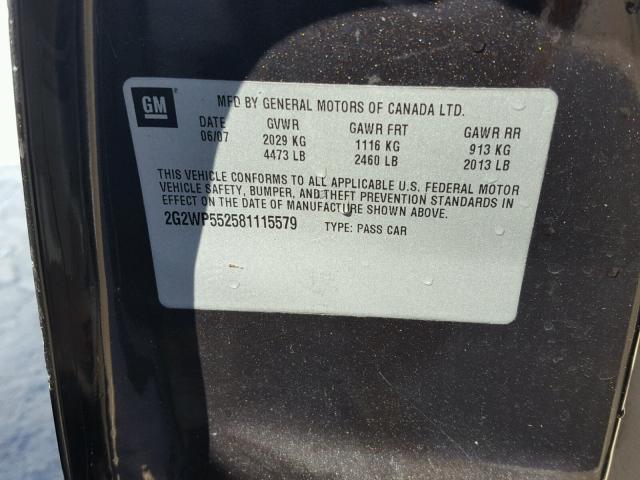 GM
MFD BY GENERAL MOTORS OF CANADA LTD.
DATE GVWR GAWR FRT GAWR RR
06/07 2029 KG 1116 KG 913 KG
4473 LB 2460 LB 2013 LB
THIS VEHICLE CONFORMS TO ALL APPLICABLE U.S. FEDERAL MOTOR
VEHICLE SAFETY, BUMPER, AND THEFT PREVENTION STANDARDS IN
EFFECT ON THE DATE OF MANUFACTURE SHOWN ABOVE.
2G2WP552581115579 TYPE: PASS CAR